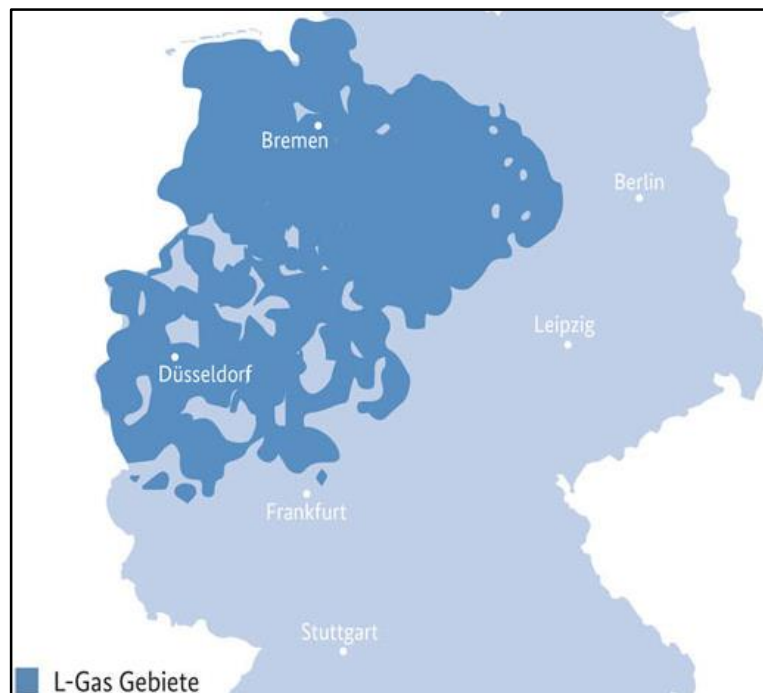 Bremen
Berlin
Leipzig
Düsseldorf
Frankfurt
Stuttgart
L-Gas Gebiete